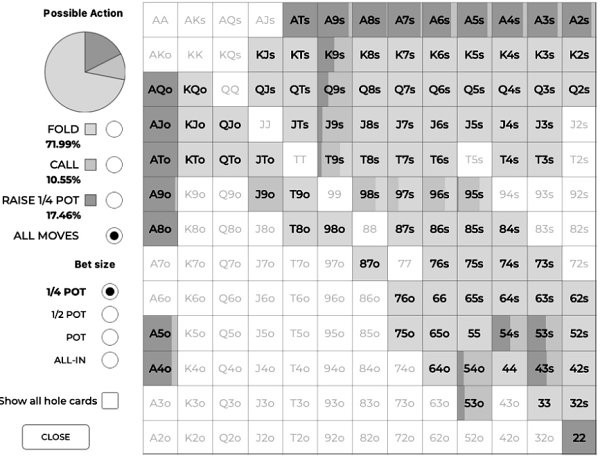 Possible Action
FOLD
71.99%
CALL
10.55%
RAISE 1/4 POT
17.46%
ALL MOVES
Bet size
1/4 POT
1/2 POT
POT
ALL-IN
Show all hole cards
CLOSE
AA AKs AQs AJs ATs A9s A8s A7s A6s A5s A4s A3s A2s
AKo KK KQs KJs KTs K9s K8s K7s K6s K5s K4s K3s K2s
AQo KQo QQ QJs QTs Q9s Q8s Q7s Q6s Q5s Q4s Q3s Q2s
AJo KJo QJo JJ JTs J9s J8s J7s J6s J5s J4s J3s J2s
ATo KTo QTo JTo TT T9s T8s T7s T6s T5s T4s T3s T2s
A9o K9o Q9o J9o T9o 99 98s 97s 96s 95s 94s 93s 92s
A8o K8o Q8o J8o T8o 98o 88 87s 86s 85s 84s 83s 82s
A7o K7o Q7o J7o T7o 97o 87o 77 76s 75s 74s 73s 72s
A6o K6o Q6o J6o T6o 96o 86o 76o 66 65s 64s 63s 62s
A5o K5o Q5o J5o T5o 95o 85o 75o 65o 55 54s 53s 52s
A4o K4o Q4o J4o T4o 94o 84o 74o 64o 54o 44 43s 42s
A3o K3o Q3o J3o T3o 93o 83o 73o 63o 53o 43o 33 32s
A2o K2o Q2o J2o T2o 92o 82o 72o 62o 52o 42o 32o 22